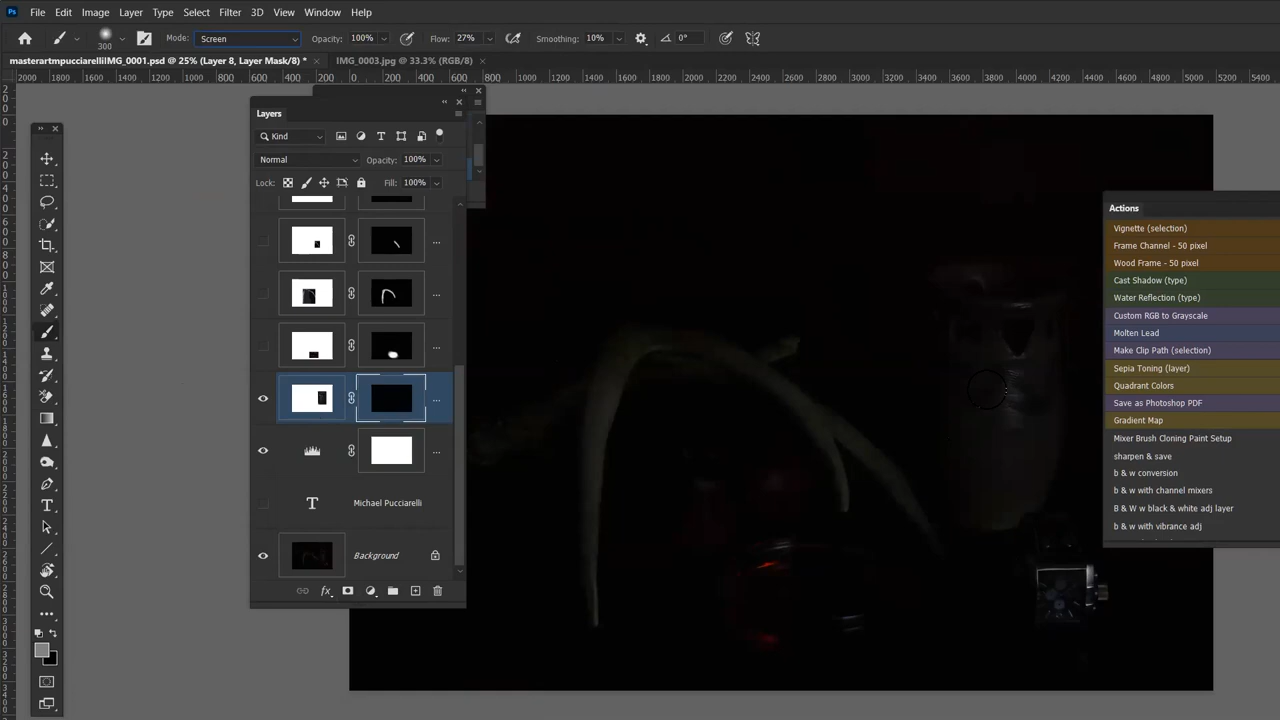 Ps File Edit Image Layer Type Select Filter 3D View Window Help
300 Mode: Screen Opacity: 100% Flow: 27% Smoothing: 10% 0°
masterartmpucciarelliiIMG_0001.psd @ 25% (Layer 8, Layer Mask/8) * × IMG_0003.jpg @ 33.3% (RGB/8) ×
2000 1800 1600 1400 1200 1000 800 600 400 200 0 200 400 600 800 1000 1200 1400 1600 1800 2000 2200 2400 2600 2800 3000 3200 3400 3600 3800 4000 4200 4400 4600 4800 5000 5200 5400
Layers
Kind
Normal Opacity: 100%
Lock: Fill: 100%
T Michael Pucciarelli
Background
fx
Actions
Vignette (selection)
Frame Channel - 50 pixel
Wood Frame - 50 pixel
Cast Shadow (type)
Water Reflection (type)
Custom RGB to Grayscale
Molten Lead
Make Clip Path (selection)
Sepia Toning (layer)
Quadrant Colors
Save as Photoshop PDF
Gradient Map
Mixer Brush Cloning Paint Setup
sharpen & save
b & w conversion
b & w with channel mixers
B & W w black & white adj layer
b & w with vibrance adj